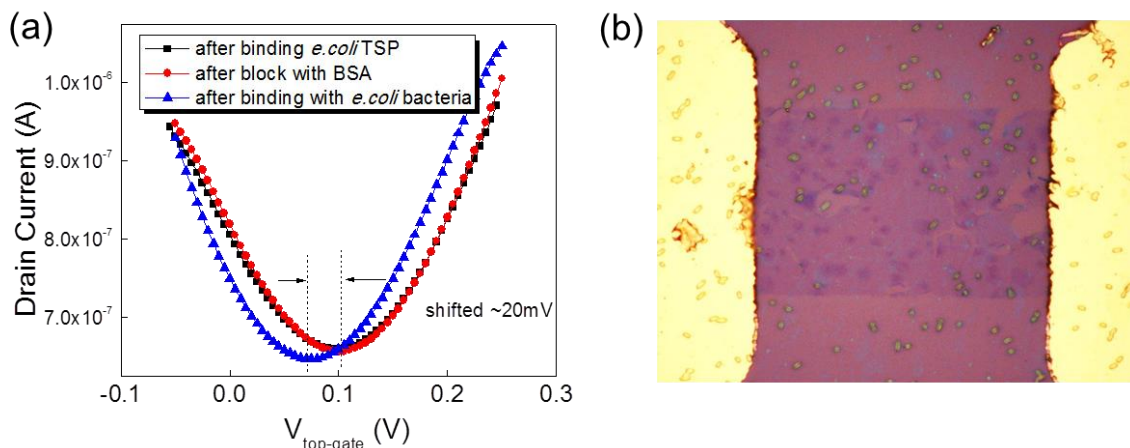 (a)
(b)
after binding e.coli TSP
after block with BSA
after binding with e.coli bacteria
1.0x10⁻⁶
9.0x10⁻⁷
8.0x10⁻⁷
7.0x10⁻⁷
Drain Current (A)
shifted ~20mV
-0.1 0.0 0.1 0.2 0.3
V_top-gate (V)